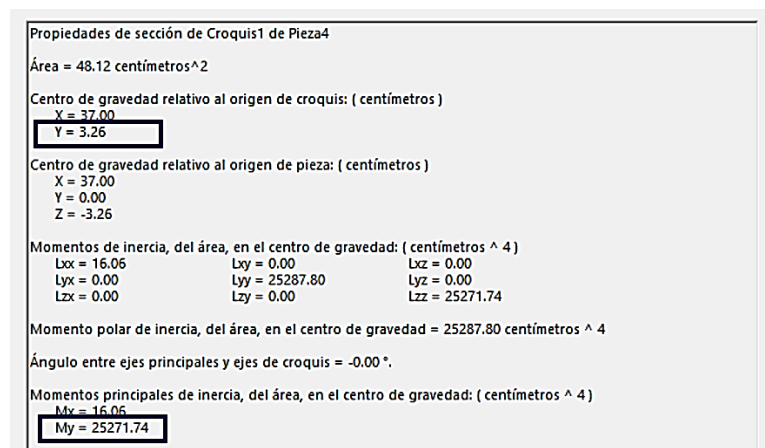 Propiedades de sección de Croquis1 de Pieza4
Área = 48.12 centímetros^2
Centro de gravedad relativo al origen de croquis: ( centímetros )
X = 37.00
Y = 3.26
Centro de gravedad relativo al origen de pieza: ( centímetros )
X = 37.00
Y = 0.00
Z = -3.26
Momentos de inercia, del área, en el centro de gravedad: ( centímetros ^ 4 )
Lxx = 16.06 Lxy = 0.00 Lxz = 0.00
Lyx = 0.00 Lyy = 25287.80 Lyz = 0.00
Lzx = 0.00 Lzy = 0.00 Lzz = 25271.74
Momento polar de inercia, del área, en el centro de gravedad = 25287.80 centímetros ^ 4
Ángulo entre ejes principales y ejes de croquis = -0.00 °.
Momentos principales de inercia, del área, en el centro de gravedad: ( centímetros ^ 4 )
Mx = 16.06
My = 25271.74